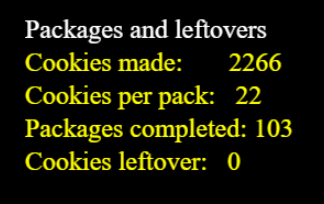 Packages and leftovers
Cookies made: 2266
Cookies per pack: 22
Packages completed: 103
Cookies leftover: 0